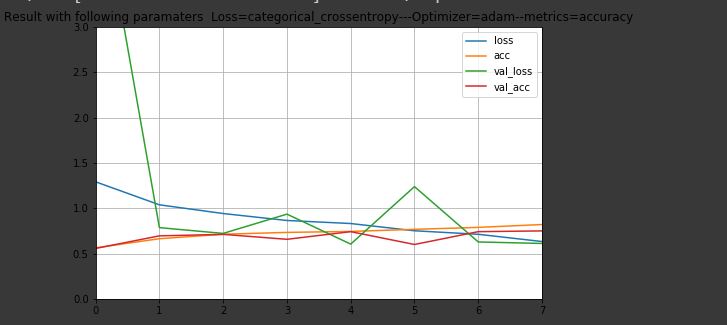 Result with following paramaters Loss=categorical_crossentropy---Optimizer=adam--metrics=accuracy
3.0
loss
acc
val_loss
val_acc
2.5
2.0
1.5
1.0
0.5
0.0
0 1 2 3 4 5 6 7